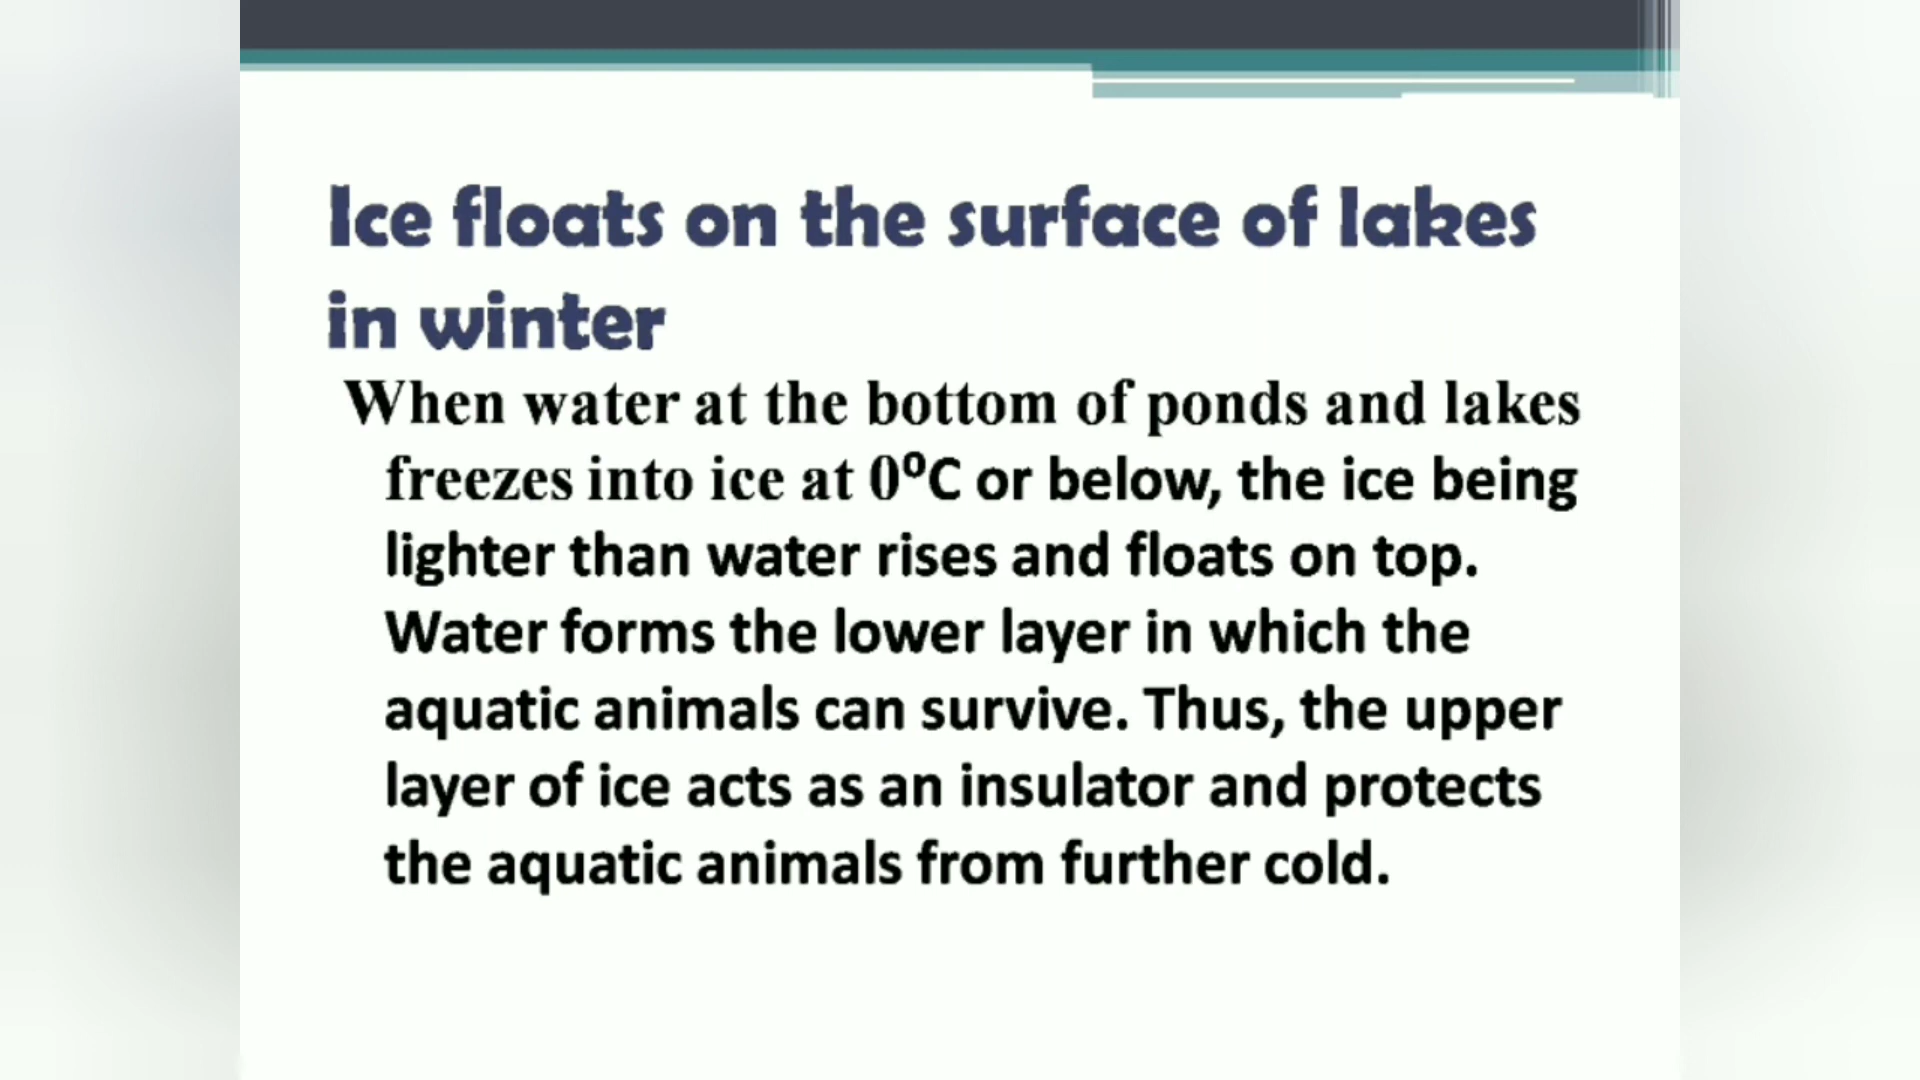 Ice floats on the surface of lakes
in winter
When water at the bottom of ponds and lakes
freezes into ice at 0⁰C or below, the ice being
lighter than water rises and floats on top.
Water forms the lower layer in which the
aquatic animals can survive. Thus, the upper
layer of ice acts as an insulator and protects
the aquatic animals from further cold.